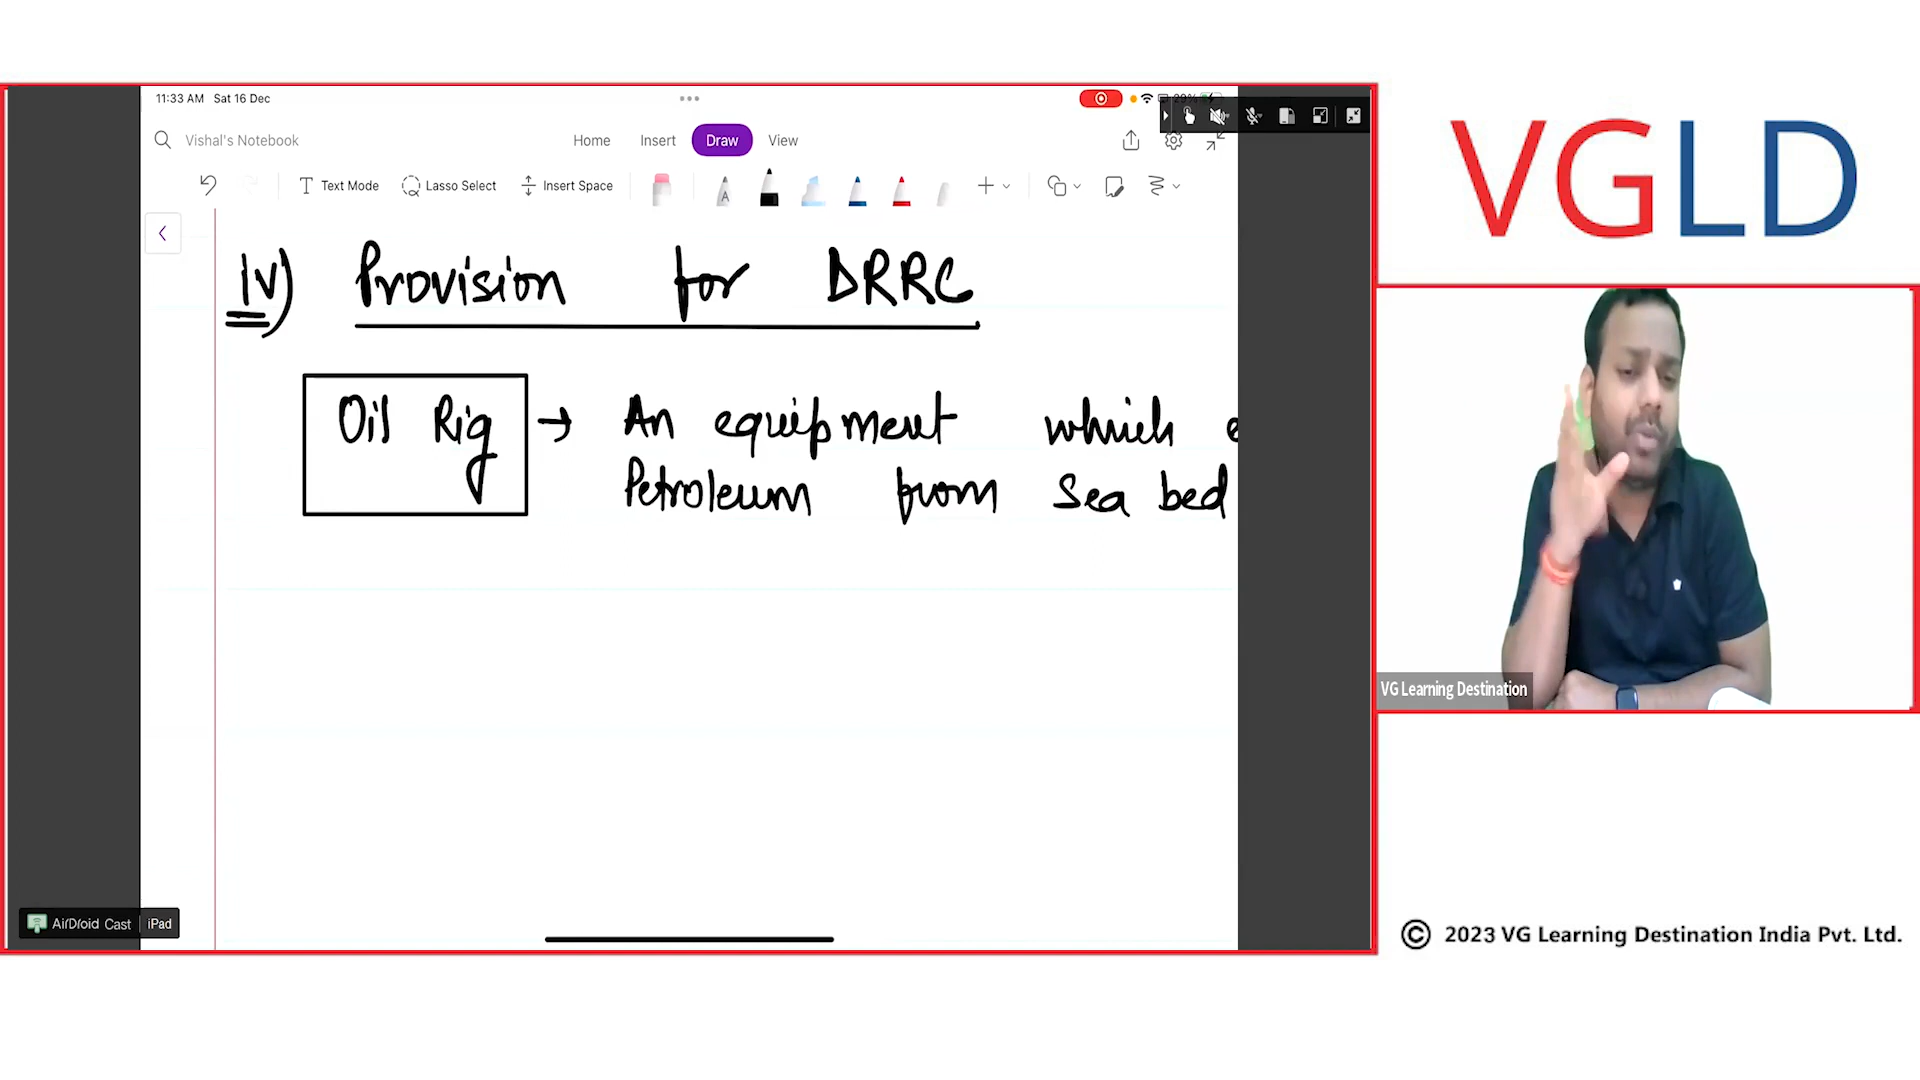 11:33 AM Sat 16 Dec
29%
Vishal's Notebook
Home Insert Draw View
Text Mode Lasso Select Insert Space
iv) Provision for DRRC
Oil Rig → An equipment which
Petroleum from Sea bed
AirDroid Cast iPad
VGLD
VG Learning Destination
© 2023 VG Learning Destination India Pvt. Ltd.